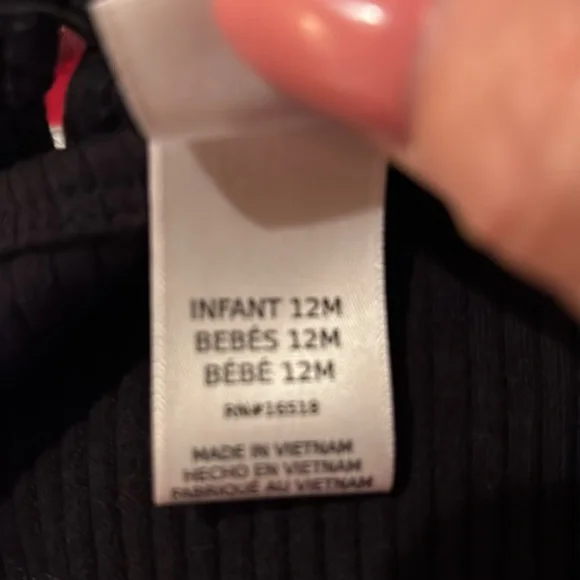 INFANT 12M
BEBÉS 12M
BÉBÉ 12M
RN#16518
MADE IN VIETNAM
HECHO EN VIETNAM
FABRIQUÉ AU VIETNAM